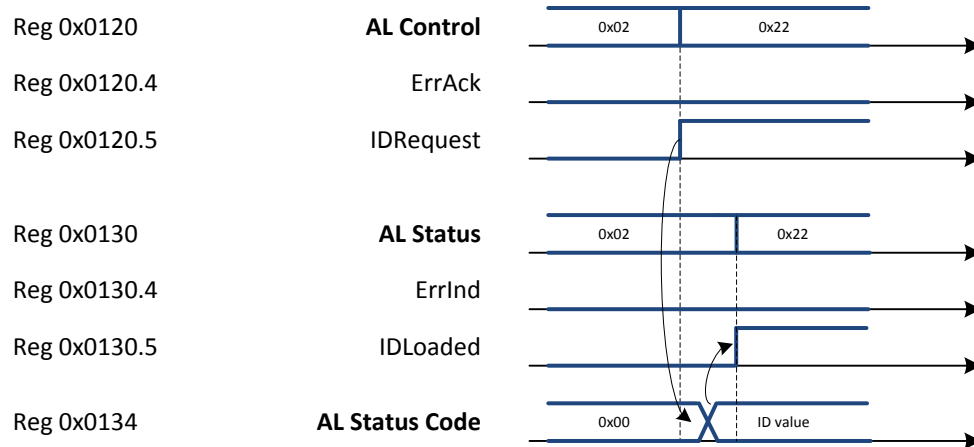 Reg 0x0120 AL Control 0x02 0x22
Reg 0x0120.4 ErrAck
Reg 0x0120.5 IDRequest
Reg 0x0130 AL Status 0x02 0x22
Reg 0x0130.4 ErrInd
Reg 0x0130.5 IDLoaded
Reg 0x0134 AL Status Code 0x00 ID value